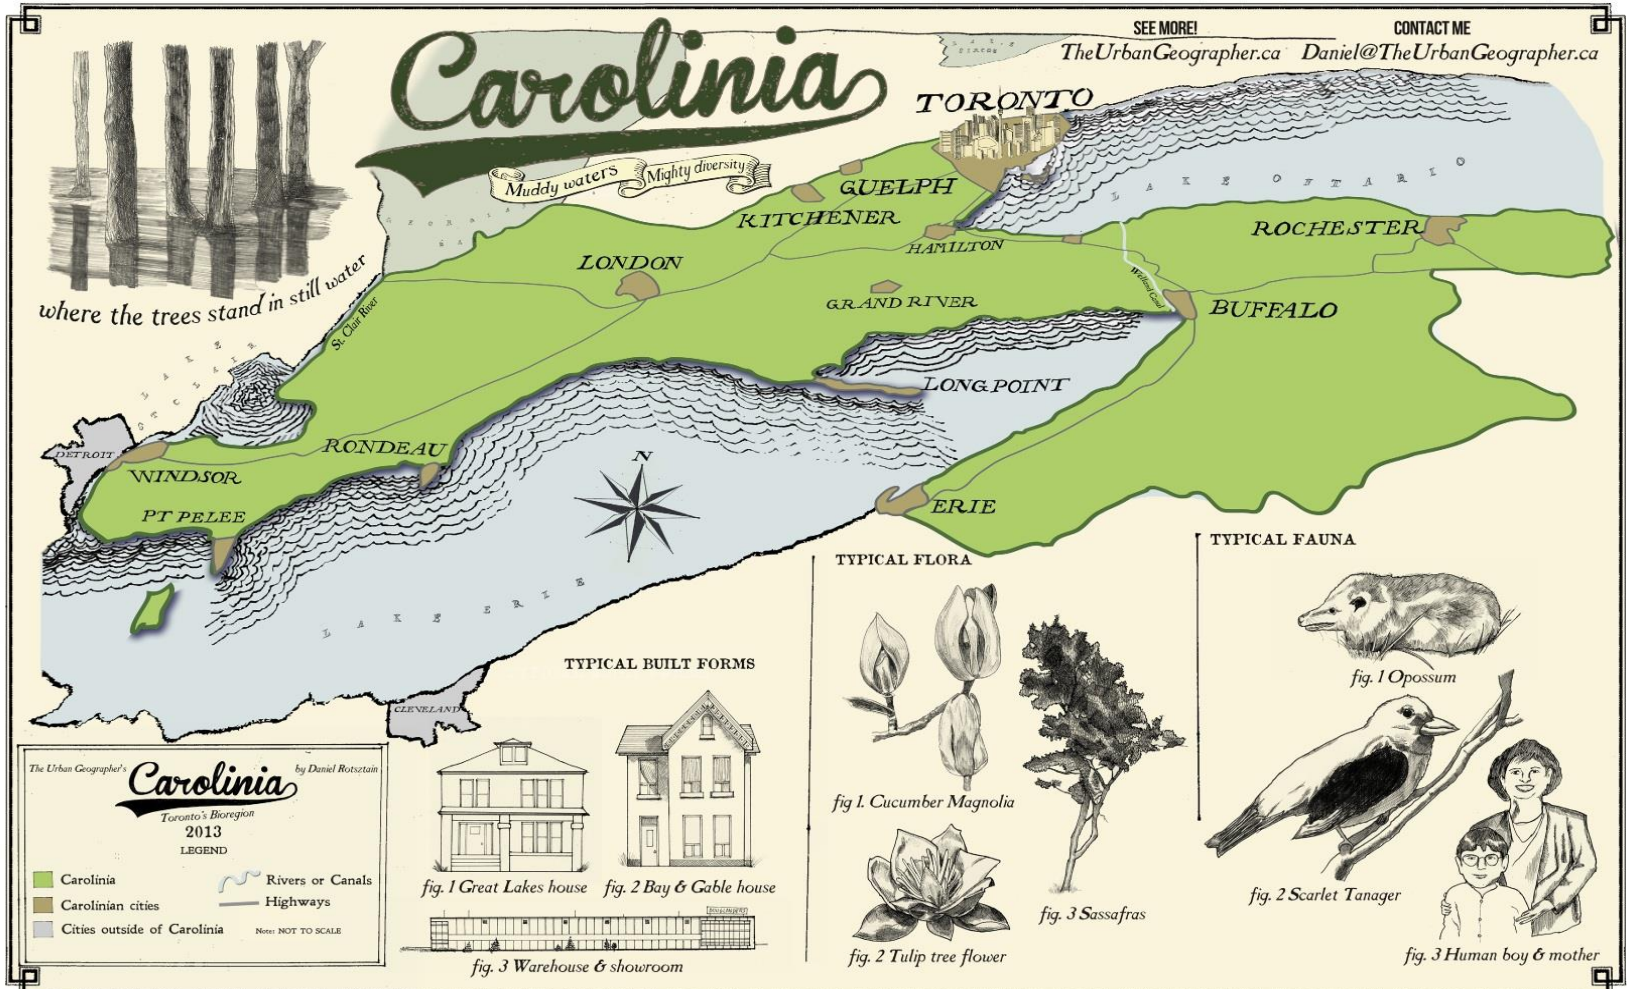 Carolinia
Muddy waters
Mighty diversity
SEE MORE!
TheUrbanGeographer.ca
CONTACT ME
Daniel@TheUrbanGeographer.ca
where the trees stand in still water
TORONTO
LAKE ONTARIO
GUELPH
KITCHENER
HAMILTON
ROCHESTER
LONDON
GRAND RIVER
Welland Canal
BUFFALO
St. Clair River
LAKE
ST CLAIR
LONG POINT
DETROIT
WINDSOR
RONDEAU
N
PT PELEE
ERIE
LAKE ERIE
CLEVELAND
TYPICAL BUILT FORMS
fig. 1 Great Lakes house
fig. 2 Bay & Gable house
fig. 3 Warehouse & showroom
TYPICAL FLORA
fig 1. Cucumber Magnolia
fig. 2 Tulip tree flower
fig. 3 Sassafras
TYPICAL FAUNA
fig. 1 Opossum
fig. 2 Scarlet Tanager
fig. 3 Human boy & mother
The Urban Geographer's
Carolinia
by Daniel Rotsztain
Toronto's Bioregion
2013
LEGEND
Carolinia
Carolinian cities
Cities outside of Carolinia
Rivers or Canals
Highways
Note: NOT TO SCALE